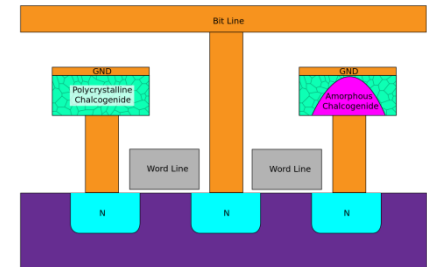 Bit Line
GND
GND
Polycrystalline
Chalcogenide
Amorphous
Chalcogenide
Word Line
Word Line
N
N
N